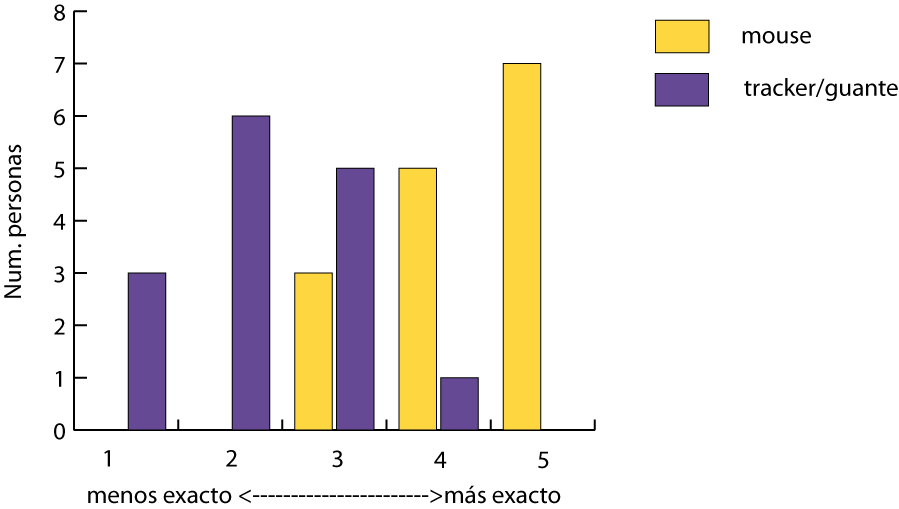 8
7
6
5
4
3
2
1
0
Num. personas
1 2 3 4 5
menos exacto <----------------------->más exacto
mouse
tracker/guante